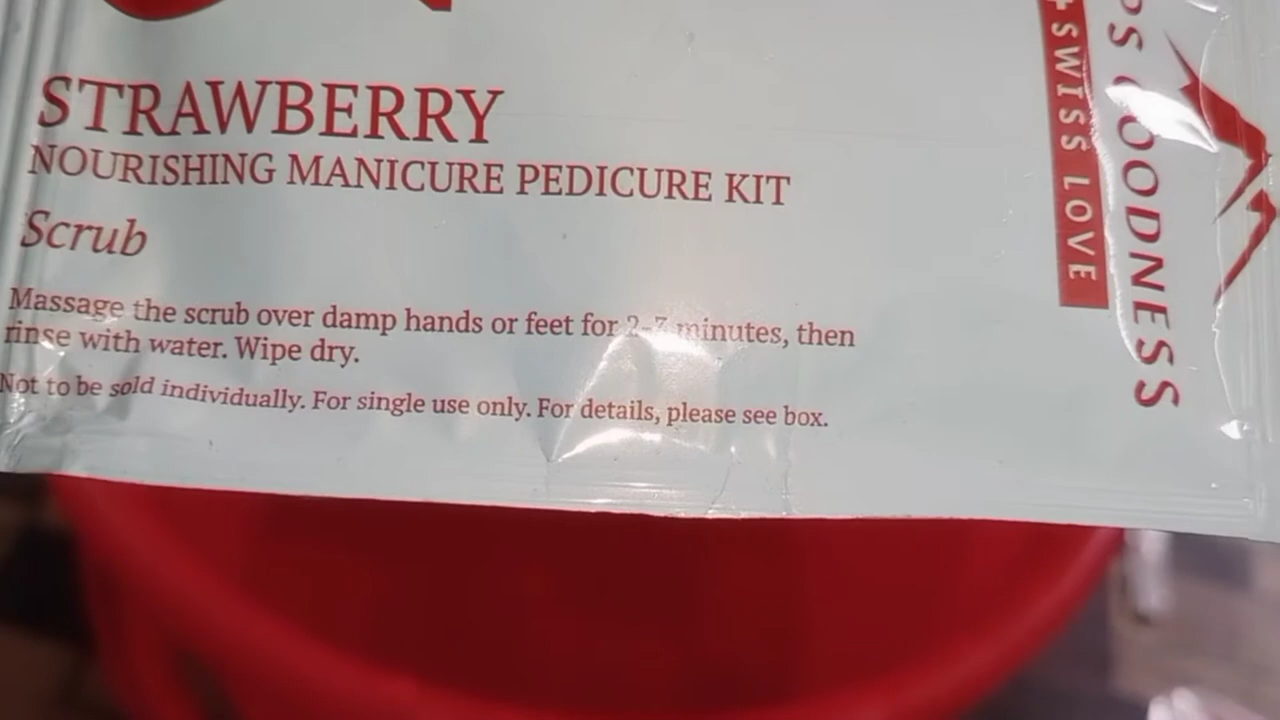 STRAWBERRY
NOURISHING MANICURE PEDICURE KIT
Scrub
Massage the scrub over damp hands or feet for 2-3 minutes, then
rinse with water. Wipe dry.
Not to be sold individually. For single use only. For details, please see box.
+SWISS LOVE
GOODNESS